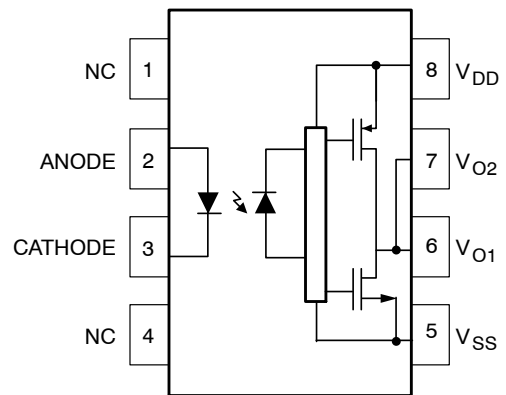 NC 1 8 VDD
ANODE 2 7 VO2
CATHODE 3 6 VO1
NC 4 5 VSS